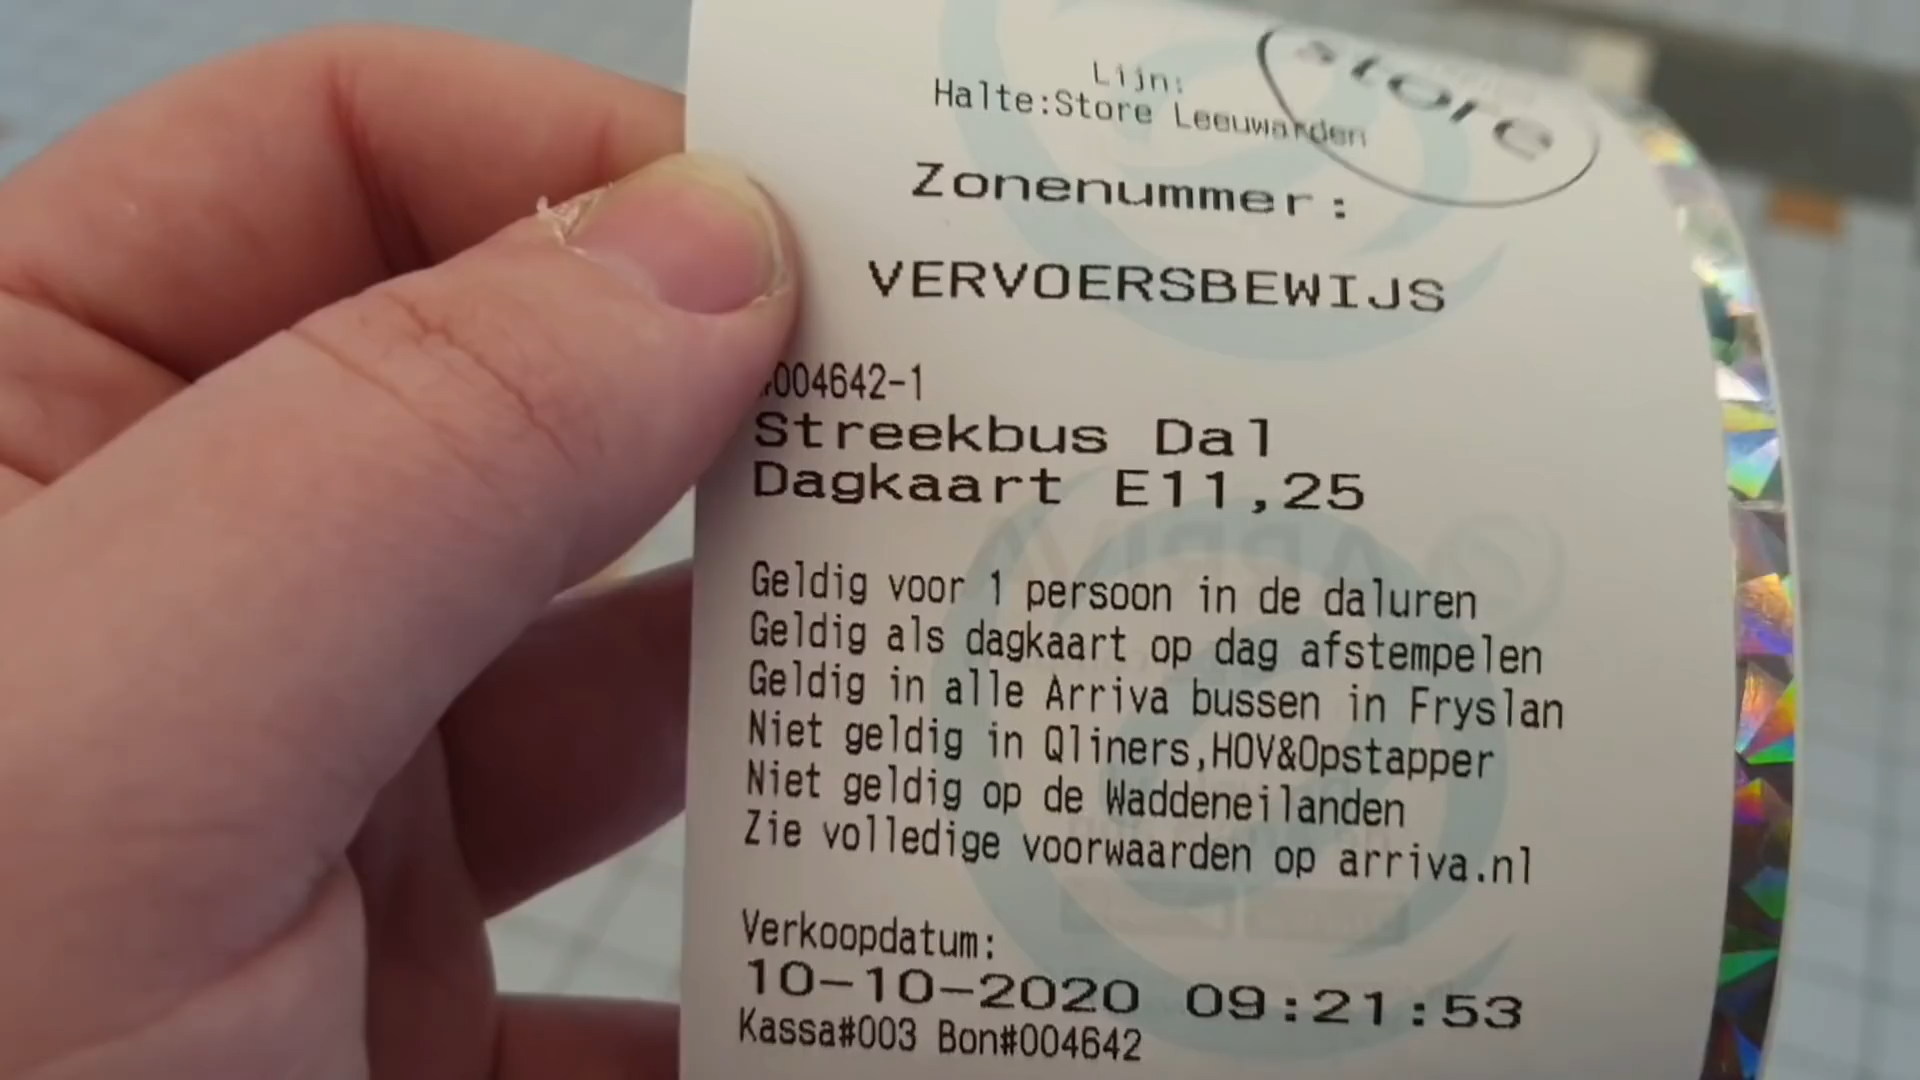 store
Lijn:
Halte:Store Leeuwarden
Zonenummer:
VERVOERSBEWIJS
004642-1
Streekbus Dal
Dagkaart E11,25
Geldig voor 1 persoon in de daluren
Geldig als dagkaart op dag afstempelen
Geldig in alle Arriva bussen in Fryslan
Niet geldig in Qliners,HOV&Opstapper
Niet geldig op de Waddeneilanden
Zie volledige voorwaarden op arriva.nl
Verkoopdatum:
10-10-2020 09:21:53
Kassa#003 Bon#004642